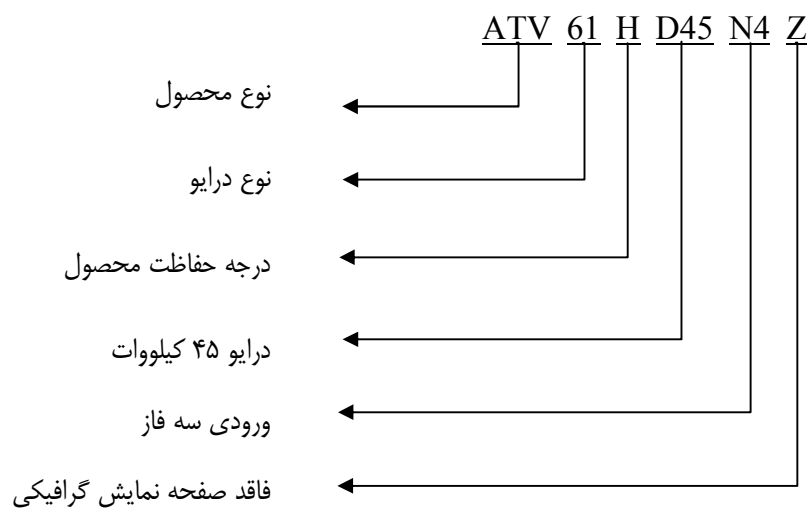 ATV 61 H D45 N4 Z
نوع محصول
نوع درایو
درجه حفاظت محصول
درایو ۴۵ کیلووات
ورودی سه فاز
فاقد صفحه نمایش گرافیکی